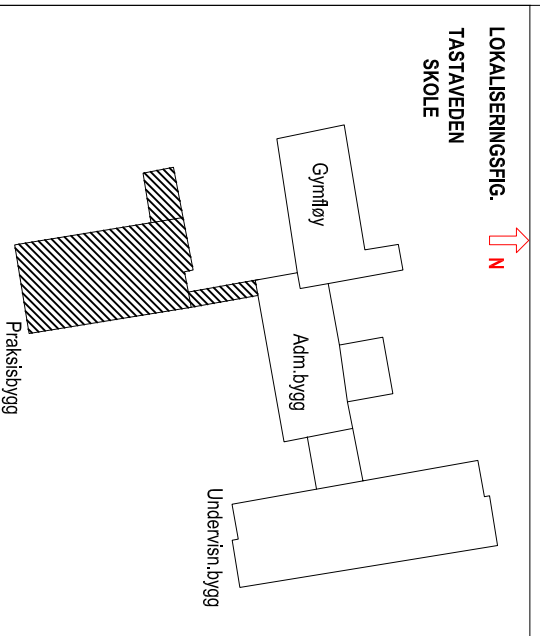 LOKALISERINGSFIG.
N
TASTAVEDEN
SKOLE
Gymfløy
Adm.bygg
Praksisbygg
Undervisn.bygg